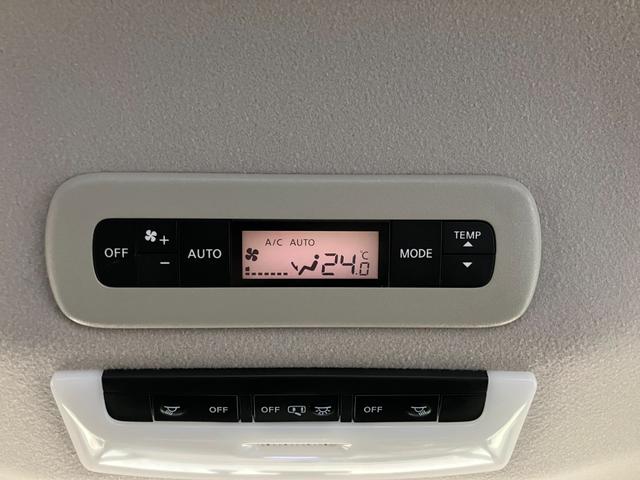 A/C AUTO
OFF + - AUTO 24.0 °C MODE TEMP
OFF OFF OFF